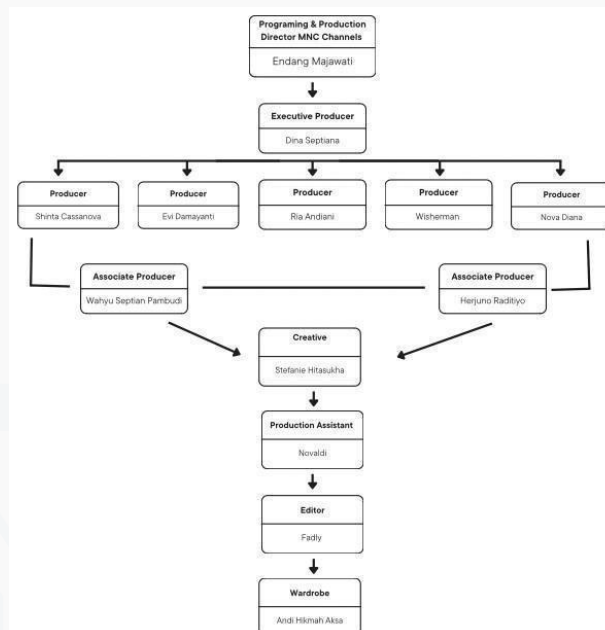 Programing & Production
Director MNC Channels
Endang Majawati
Executive Producer
Dina Septiana
Producer
Shinta Cassanova
Producer
Evi Damayanti
Producer
Ria Andiani
Producer
Wisherman
Producer
Nova Diana
Associate Producer
Wahyu Septian Pambudi
Associate Producer
Herjuno Raditiyo
Creative
Stefanie Hitasukha
Production Assistant
Novaldi
Editor
Fadly
Wardrobe
Andi Hikmah Aksa